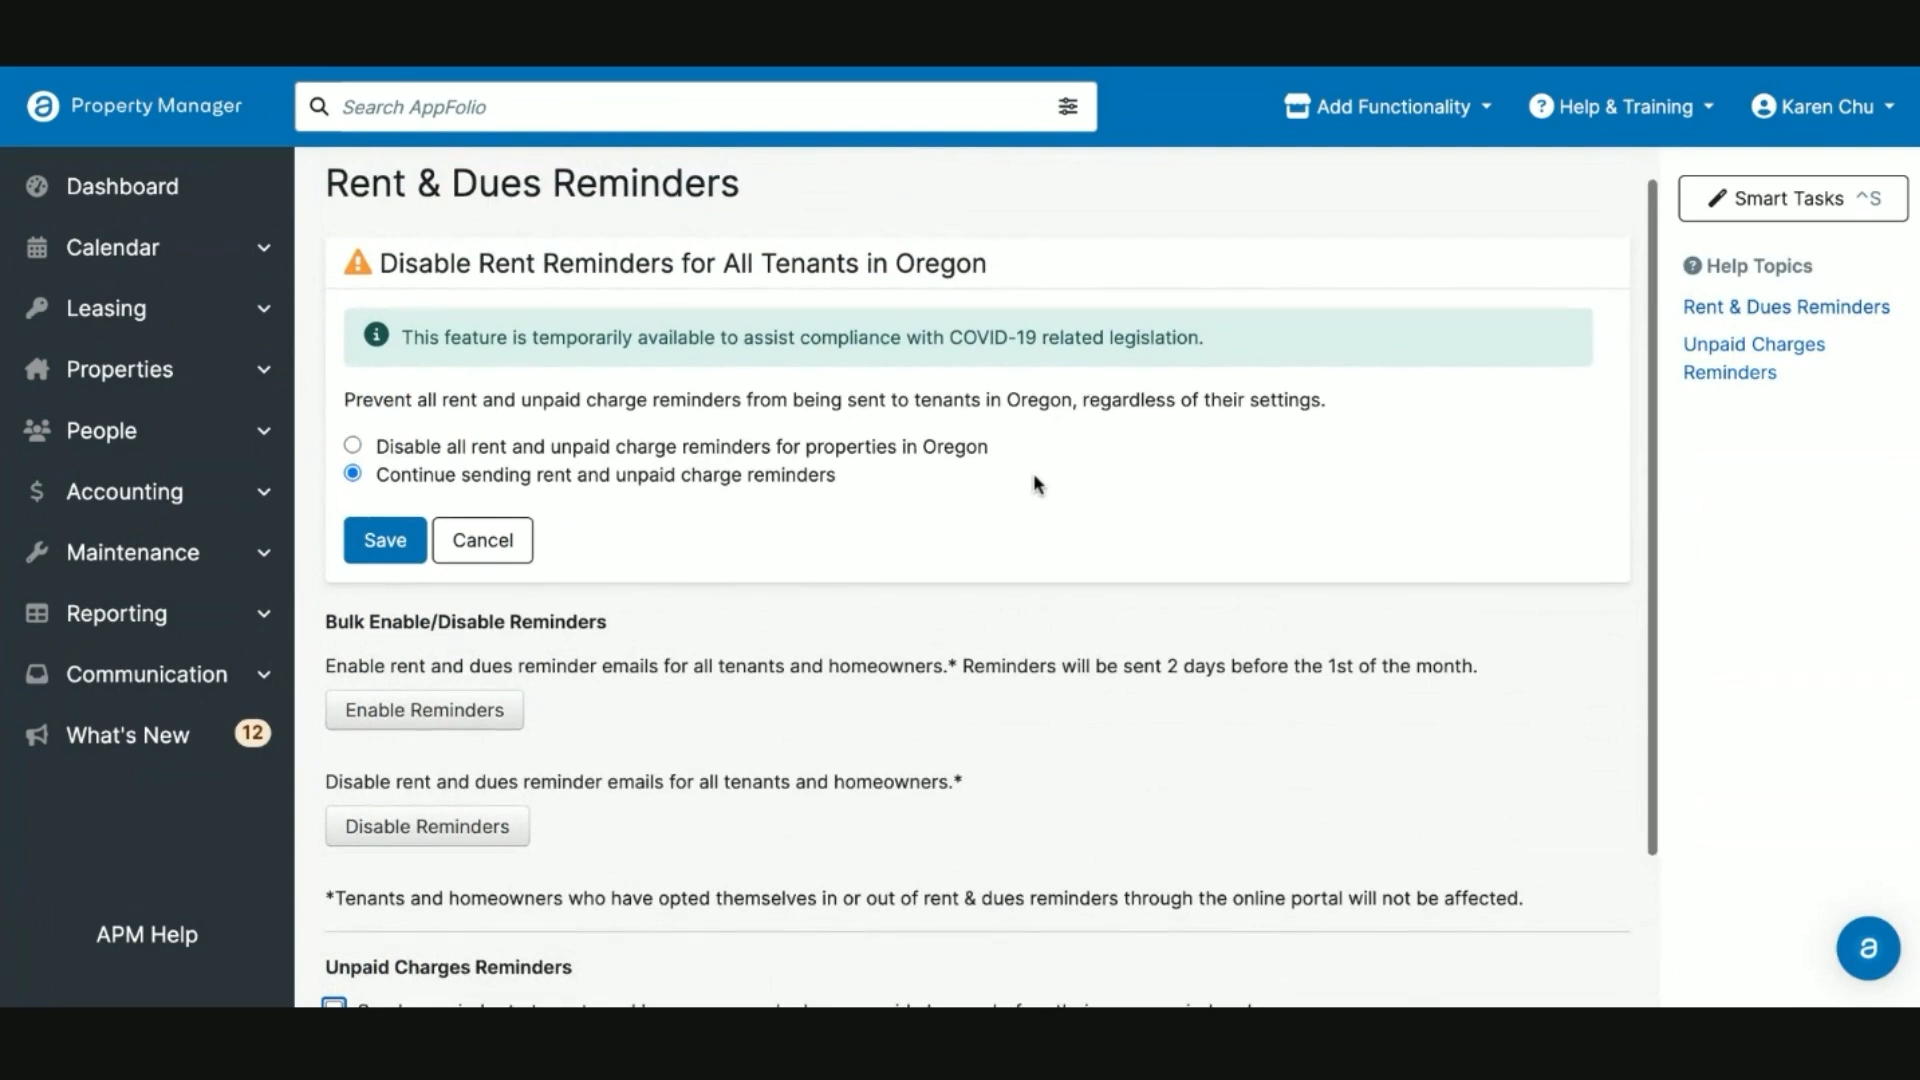 Property Manager
Search AppFolio
Add Functionality
Help & Training
Karen Chu
Dashboard
Calendar
Leasing
Properties
People
Accounting
Maintenance
Reporting
Communication
What's New 12
APM Help
Rent & Dues Reminders
Disable Rent Reminders for All Tenants in Oregon
This feature is temporarily available to assist compliance with COVID-19 related legislation.
Prevent all rent and unpaid charge reminders from being sent to tenants in Oregon, regardless of their settings.
Disable all rent and unpaid charge reminders for properties in Oregon
Continue sending rent and unpaid charge reminders
Save Cancel
Bulk Enable/Disable Reminders
Enable rent and dues reminder emails for all tenants and homeowners.* Reminders will be sent 2 days before the 1st of the month.
Enable Reminders
Disable rent and dues reminder emails for all tenants and homeowners.*
Disable Reminders
*Tenants and homeowners who have opted themselves in or out of rent & dues reminders through the online portal will not be affected.
Unpaid Charges Reminders
Smart Tasks ^S
Help Topics
Rent & Dues Reminders
Unpaid Charges
Reminders